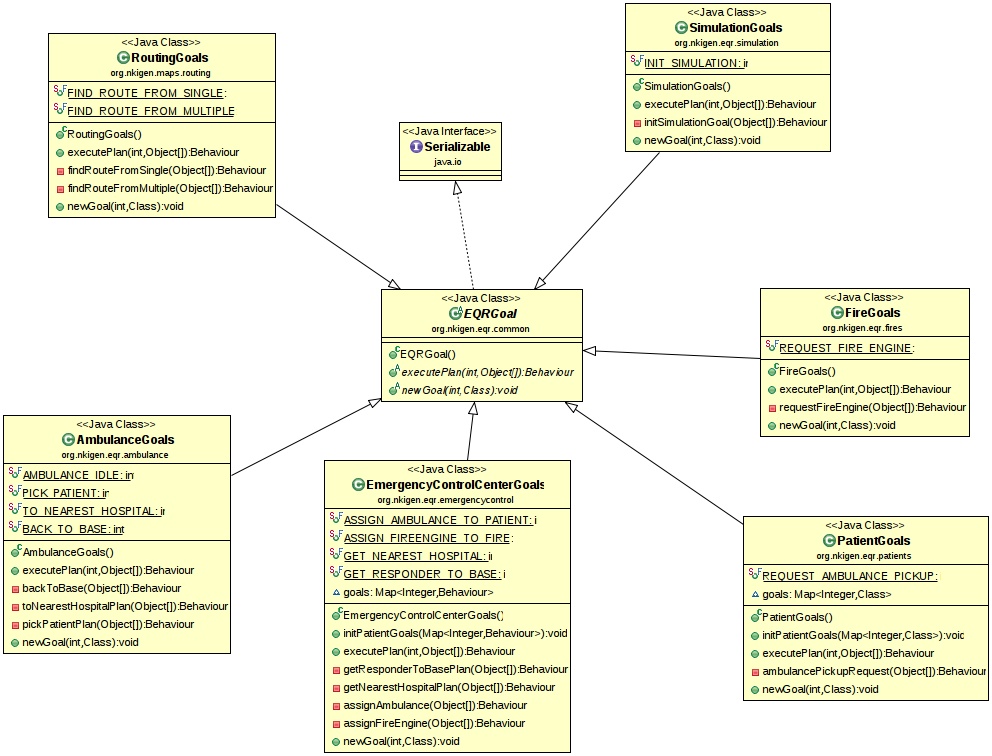 <<Java Class>>
SimulationGoals
org.nkigen.eqr.simulation
INIT_SIMULATION: in
SimulationGoals()
executePlan(int,Object[]):Behaviour
initSimulationGoal(Object[]):Behaviour
newGoal(int,Class):void
<<Java Class>>
RoutingGoals
org.nkigen.maps.routing
FIND_ROUTE_FROM_SINGLE:
FIND_ROUTE_FROM_MULTIPLE
RoutingGoals()
executePlan(int,Object[]):Behaviour
findRouteFromSingle(Object[]):Behaviour
findRouteFromMultiple(Object[]):Behaviour
newGoal(int,Class):void
<<Java Interface>>
Serializable
java.io
<<Java Class>>
EQRGoal
org.nkigen.eqr.common
EQRGoal()
executePlan(int,Object[]):Behaviour
newGoal(int,Class):void
<<Java Class>>
FireGoals
org.nkigen.eqr.fires
REQUEST_FIRE_ENGINE:
FireGoals()
executePlan(int,Object[]):Behaviour
requestFireEngine(Object[]):Behaviour
newGoal(int,Class):void
<<Java Class>>
AmbulanceGoals
org.nkigen.eqr.ambulance
AMBULANCE_IDLE: in
PICK_PATIENT: in
TO_NEAREST_HOSPITAL: in
BACK_TO_BASE: int
AmbulanceGoals()
executePlan(int,Object[]):Behaviour
backToBase(Object[]):Behaviour
toNearestHospitalPlan(Object[]):Behaviour
pickPatientPlan(Object[]):Behaviour
newGoal(int,Class):void
<<Java Class>>
EmergencyControlCenterGoals
org.nkigen.eqr.emergencycontrol
ASSIGN_AMBULANCE_TO_PATIENT: i
ASSIGN_FIREENGINE_TO_FIRE:
GET_NEAREST_HOSPITAL: in
GET_RESPONDER_TO_BASE: i
goals: Map<Integer,Behaviour>
EmergencyControlCenterGoals()
initPatientGoals(Map<Integer,Behaviour>):void
executePlan(int,Object[]):Behaviour
getResponderToBasePlan(Object[]):Behaviour
getNearestHospitalPlan(Object[]):Behaviour
assignAmbulance(Object[]):Behaviour
assignFireEngine(Object[]):Behaviour
newGoal(int,Class):void
<<Java Class>>
PatientGoals
org.nkigen.eqr.patients
REQUEST_AMBULANCE_PICKUP:
goals: Map<Integer,Class>
PatientGoals()
initPatientGoals(Map<Integer,Class>):void
executePlan(int,Object[]):Behaviour
ambulancePickupRequest(Object[]):Behaviour
newGoal(int,Class):void